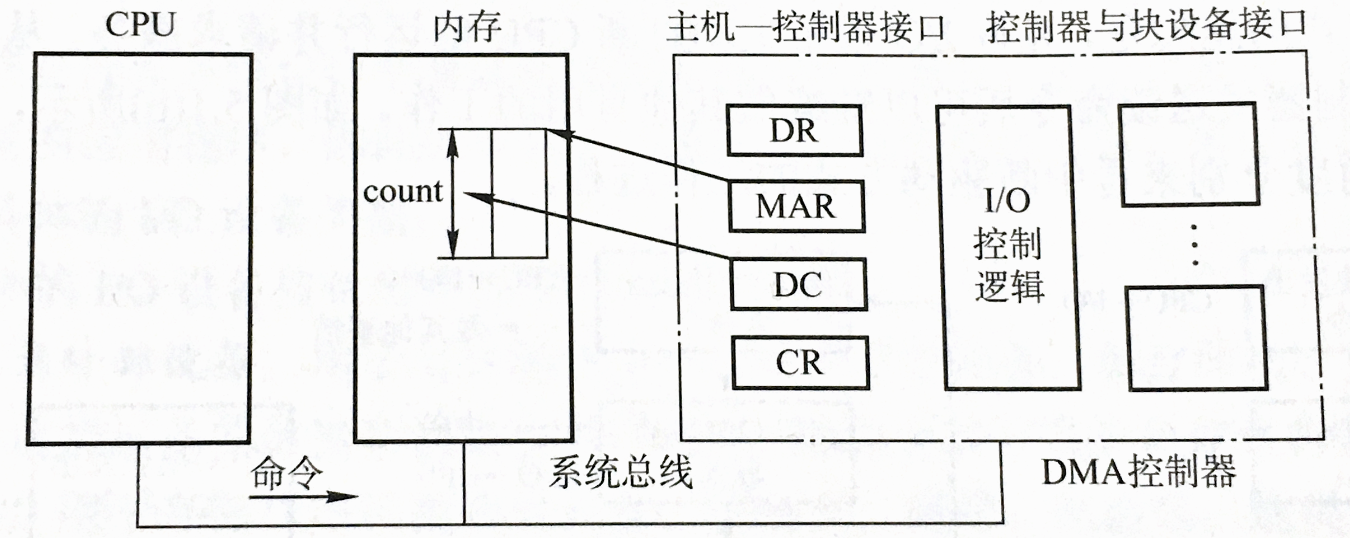 CPU
内存
主机—控制器接口
控制器与块设备接口
count
DR
MAR
DC
CR
I/O
控制
逻辑
命令
系统总线
DMA控制器